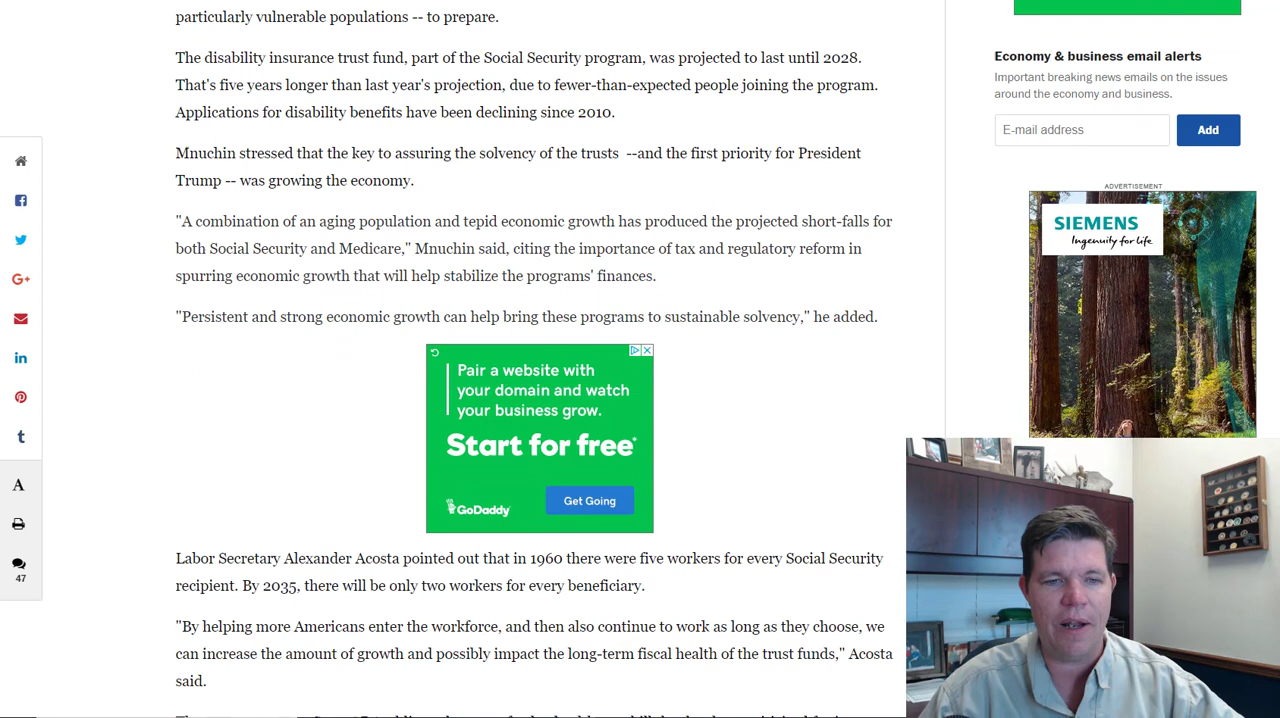 particularly vulnerable populations -- to prepare.
The disability insurance trust fund, part of the Social Security program, was projected to last until 2028.
That's five years longer than last year's projection, due to fewer-than-expected people joining the program.
Applications for disability benefits have been declining since 2010.
Mnuchin stressed that the key to assuring the solvency of the trusts --and the first priority for President
Trump -- was growing the economy.
"A combination of an aging population and tepid economic growth has produced the projected short-falls for
both Social Security and Medicare," Mnuchin said, citing the importance of tax and regulatory reform in
spurring economic growth that will help stabilize the programs' finances.
"Persistent and strong economic growth can help bring these programs to sustainable solvency," he added.
Pair a website with
your domain and watch
your business grow.
Start for free*
GoDaddy
Get Going
Labor Secretary Alexander Acosta pointed out that in 1960 there were five workers for every Social Security
recipient. By 2035, there will be only two workers for every beneficiary.
"By helping more Americans enter the workforce, and then also continue to work as long as they choose, we
can increase the amount of growth and possibly impact the long-term fiscal health of the trust funds," Acosta
said.
G+
in
t
A
47
Economy & business email alerts
Important breaking news emails on the issues
around the economy and business.
E-mail address
Add
ADVERTISEMENT
SIEMENS
Ingenuity for life